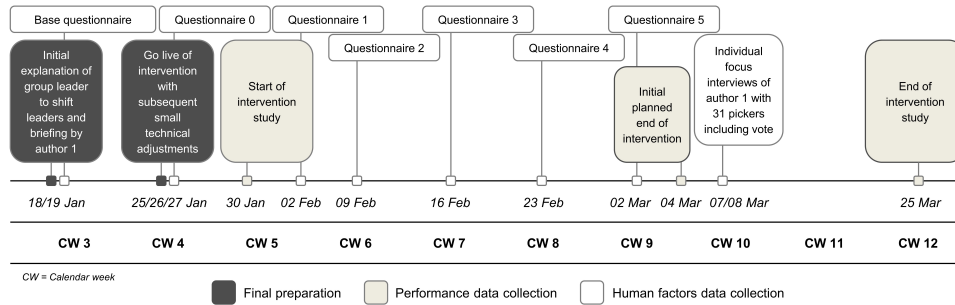 Base questionnaire
Questionnaire 0
Questionnaire 1
Questionnaire 3
Questionnaire 5
Questionnaire 2
Questionnaire 4
Initial
explanation of
group leader
to shift
leaders and
briefing by
author 1
Go live of
intervention
with
subsequent
small
technical
adjustments
Start of
intervention
study
Initial
planned
end of
intervention
Individual
focus
interviews of
author 1 with
31 pickers
including vote
End of
intervention
study
18/19 Jan
25/26/27 Jan
30 Jan
02 Feb
09 Feb
16 Feb
23 Feb
02 Mar
04 Mar
07/08 Mar
25 Mar
CW 3
CW 4
CW 5
CW 6
CW 7
CW 8
CW 9
CW 10
CW 11
CW 12
CW = Calendar week
Final preparation
Performance data collection
Human factors data collection